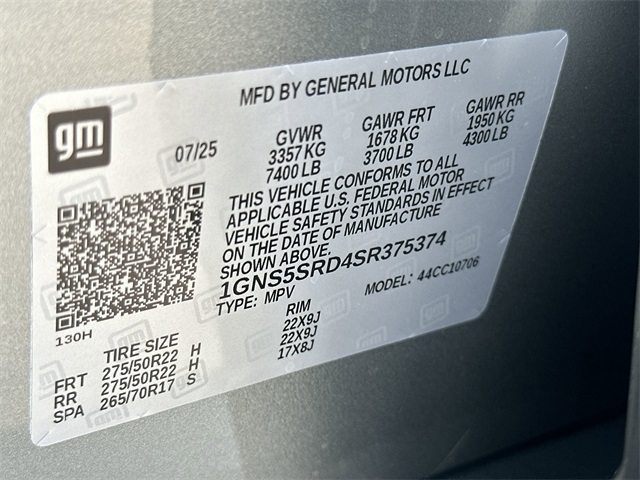 MFD BY GENERAL MOTORS LLC
gm
07/25
GVWR
3357 KG
7400 LB
GAWR FRT
1678 KG
3700 LB
GAWR RR
1950 KG
4300 LB
THIS VEHICLE CONFORMS TO ALL
APPLICABLE U.S. FEDERAL MOTOR
VEHICLE SAFETY STANDARDS IN EFFECT
ON THE DATE OF MANUFACTURE
SHOWN ABOVE.
1GNS5SRD4SR375374
TYPE: MPV
MODEL: 44CC10706
130H
TIRE SIZE RIM
FRT 275/50R22 H 22X9J
RR 275/50R22 H 22X9J
SPA 265/70R17 S 17X8J